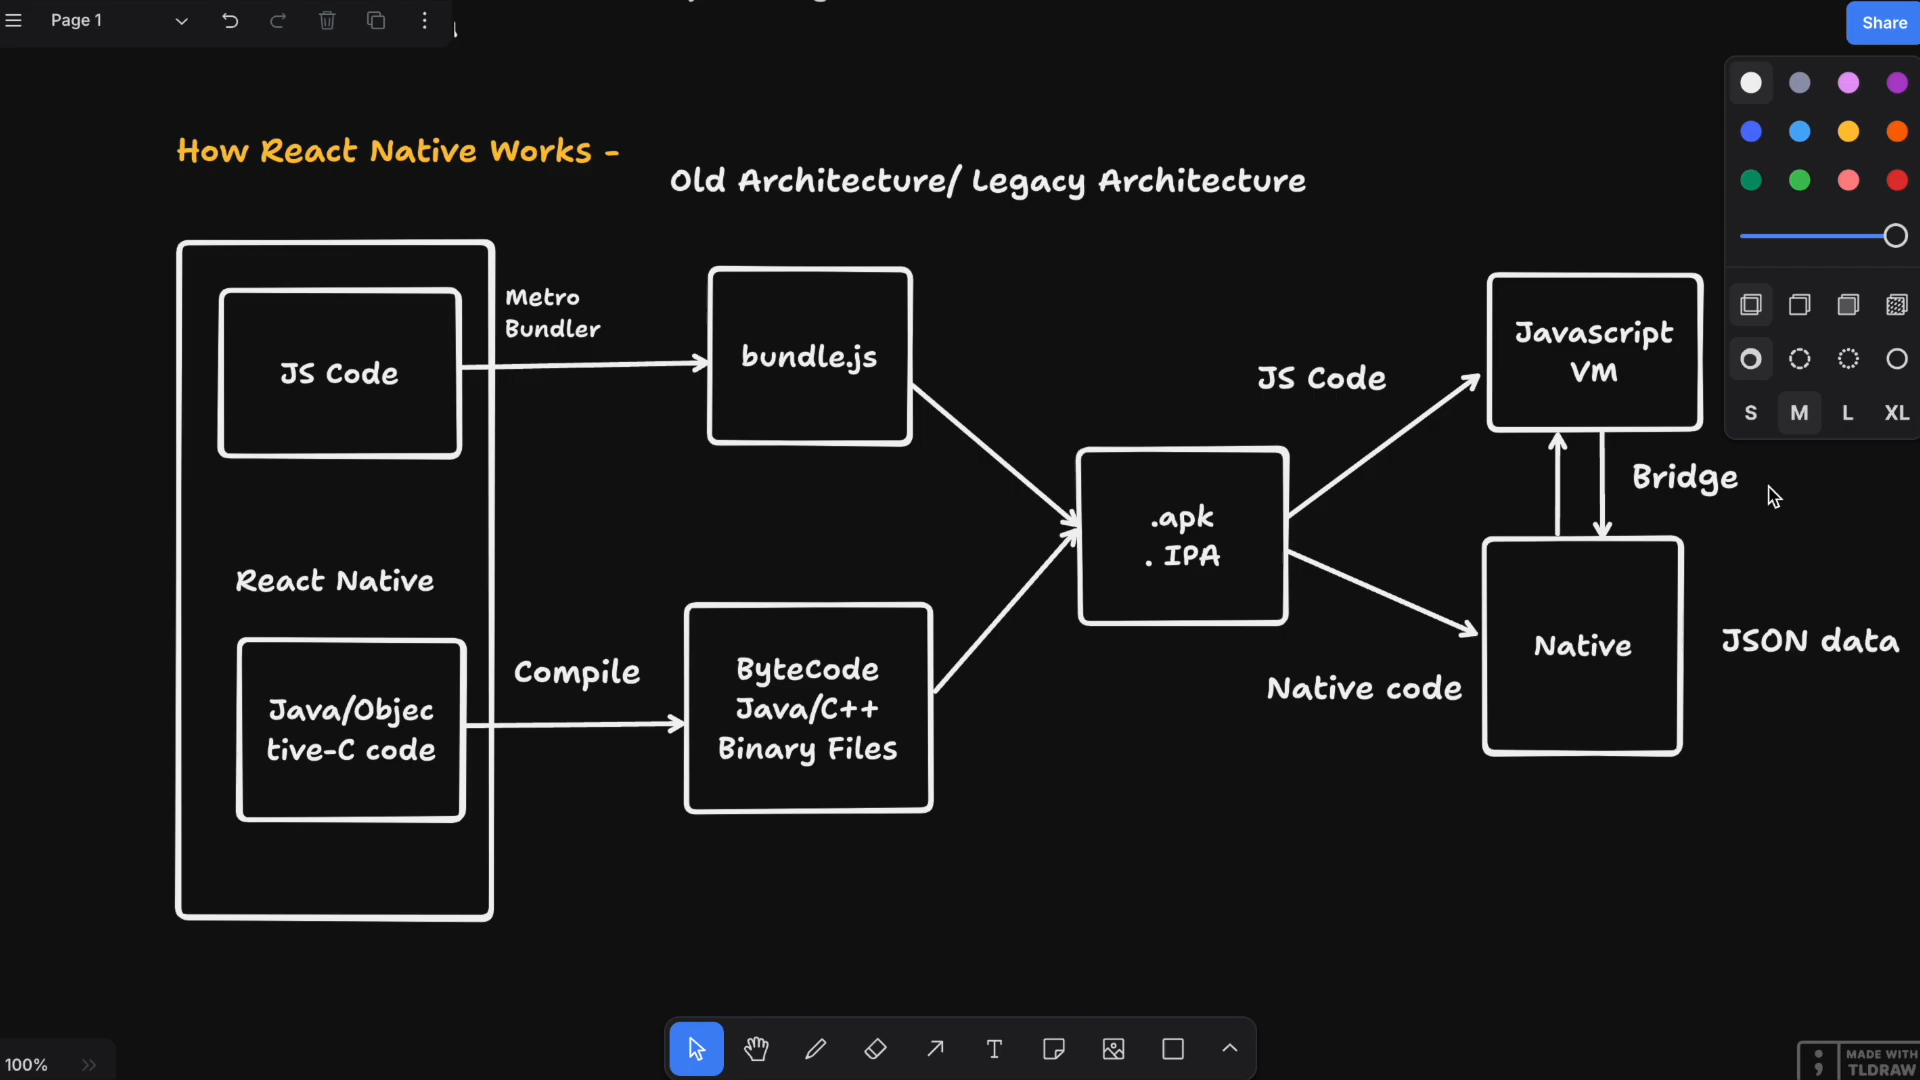 Page 1
Share
How React Native Works -
Old Architecture/ Legacy Architecture
Metro
Bundler
JS Code
bundle.js
JS Code
Javascript
VM
Bridge
.apk
. IPA
React Native
Compile
Java/Objec
tive-C code
ByteCode
Java/C++
Binary Files
Native code
Native
JSON data
S M L XL
100%
MADE WITH
TLDRAW